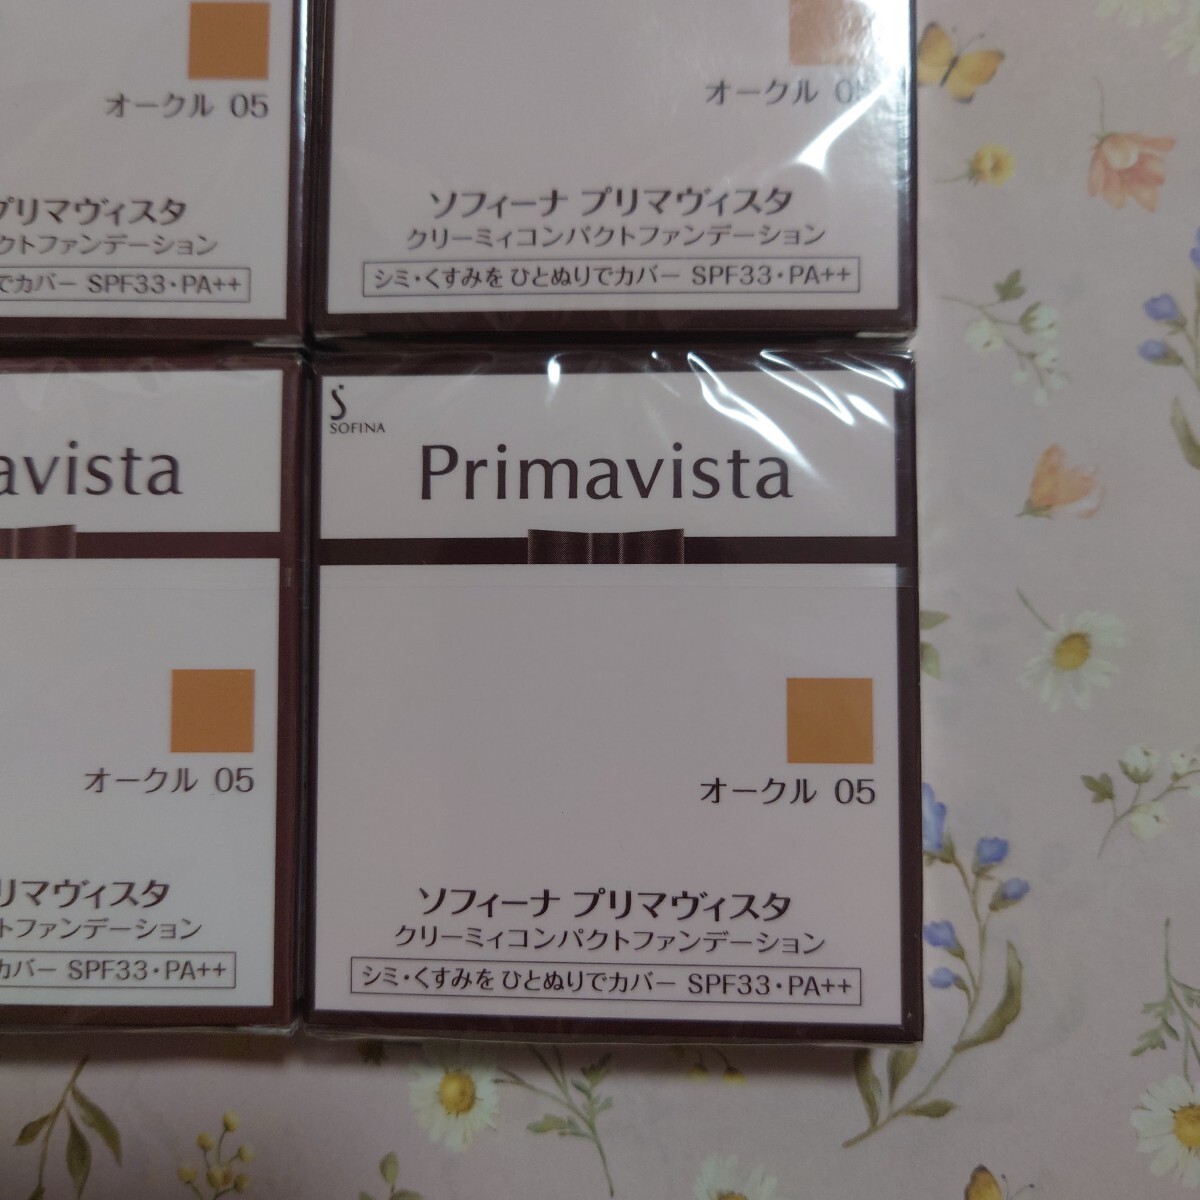 オークル 05
プリマヴィスタ
クトファンデーション
でカバー SPF33・PA++
オークル 05
ソフィーナ プリマヴィスタ
クリーミィコンパクトファンデーション
シミ・くすみを ひとぬりでカバー SPF33・PA++
avista
オークル 05
リマヴィスタ
トファンデーション
カバー SPF33・PA++
S
SOFINA
Primavista
オークル 05
ソフィーナ プリマヴィスタ
クリーミィコンパクトファンデーション
シミ・くすみを ひとぬりでカバー SPF33・PA++